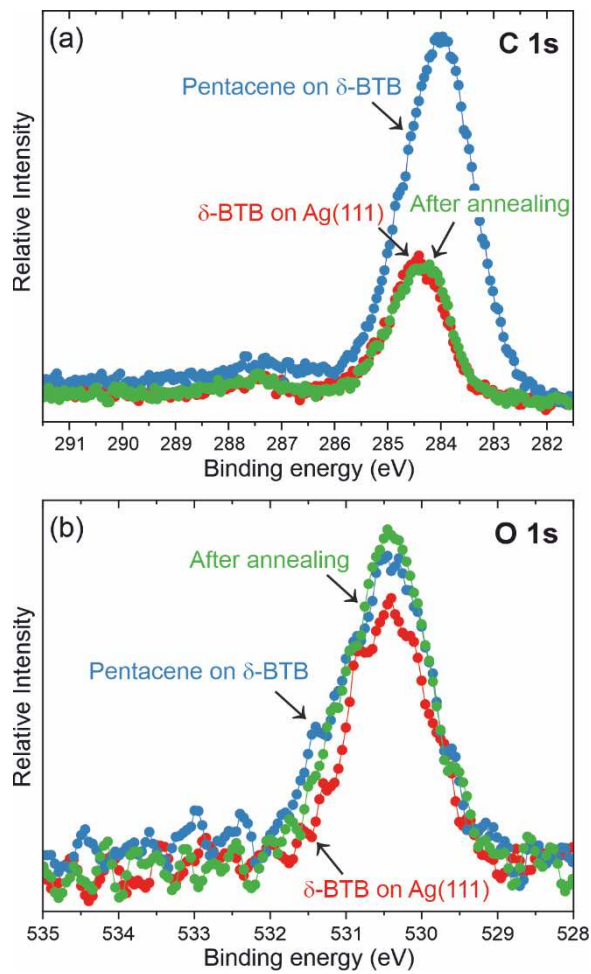 (a)
C 1s
Pentacene on δ-BTB
δ-BTB on Ag(111)
After annealing
Relative Intensity
291 290 289 288 287 286 285 284 283 282
Binding energy (eV)
(b)
O 1s
After annealing
Pentacene on δ-BTB
δ-BTB on Ag(111)
Relative Intensity
535 534 533 532 531 530 529 528
Binding energy (eV)